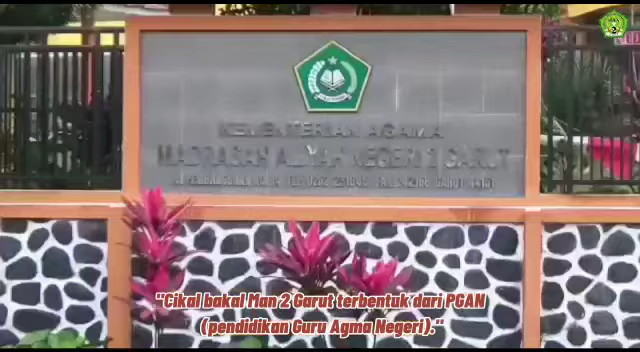 KEMENTERIAN AGAMA
MADRASAH ALIYAH NEGERI 2 GARUT
"Cikal bakal Man 2 Garut terbentuk dari PGAN
(pendidikan Guru Agma Negeri)."